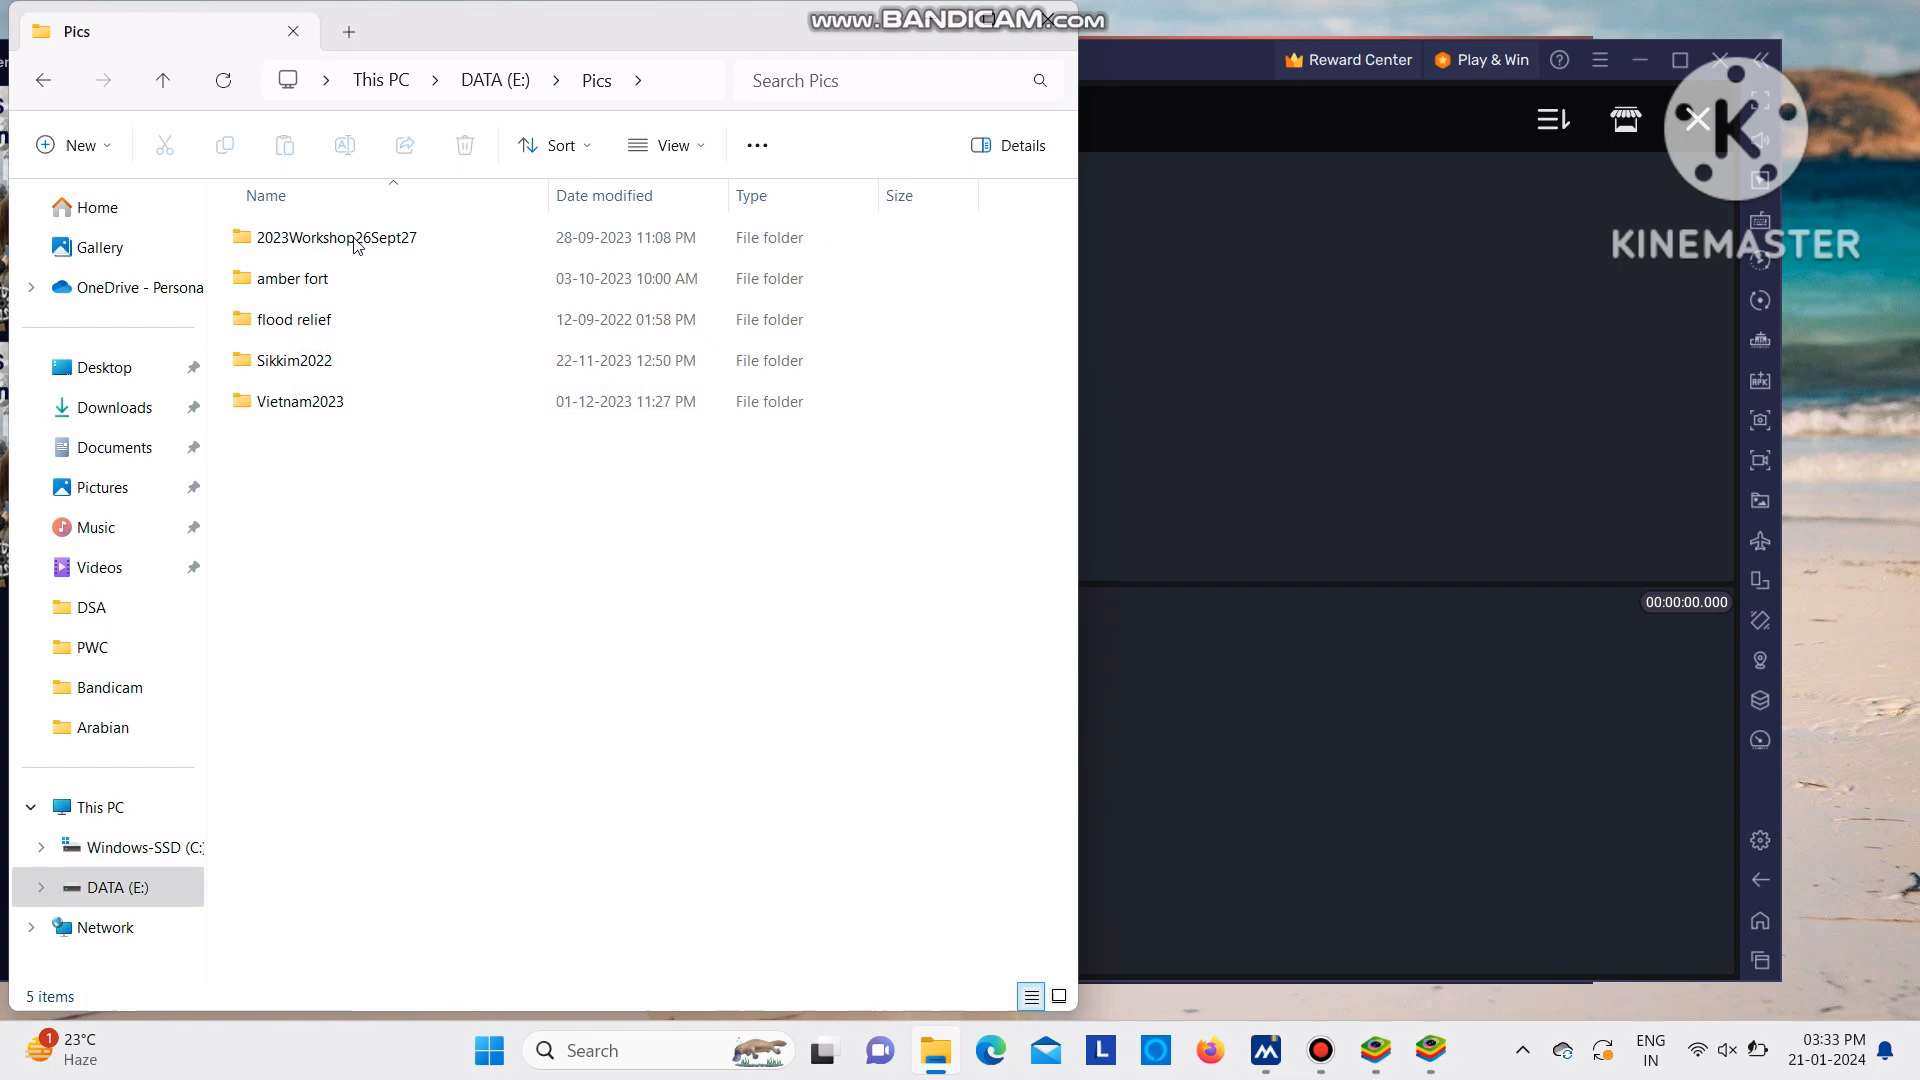 Pics
www.BANDICAM.com
This PC
DATA (E:)
Pics
Search Pics
New
Sort
View
Details
Reward Center
Play & Win
KINEMASTER
Name
Date modified
Type
Size
2023Workshop26Sept27 28-09-2023 11:08 PM File folder
amber fort 03-10-2023 10:00 AM File folder
flood relief 12-09-2022 01:58 PM File folder
Sikkim2022 22-11-2023 12:50 PM File folder
Vietnam2023 01-12-2023 11:27 PM File folder
Home
Gallery
OneDrive - Persona
Desktop
Downloads
Documents
Pictures
Music
Videos
DSA
PWC
Bandicam
Arabian
This PC
Windows-SSD (C:)
DATA (E:)
Network
5 items
00:00:00.000
1
23°C
Haze
Search
ENG
IN
03:33 PM
21-01-2024